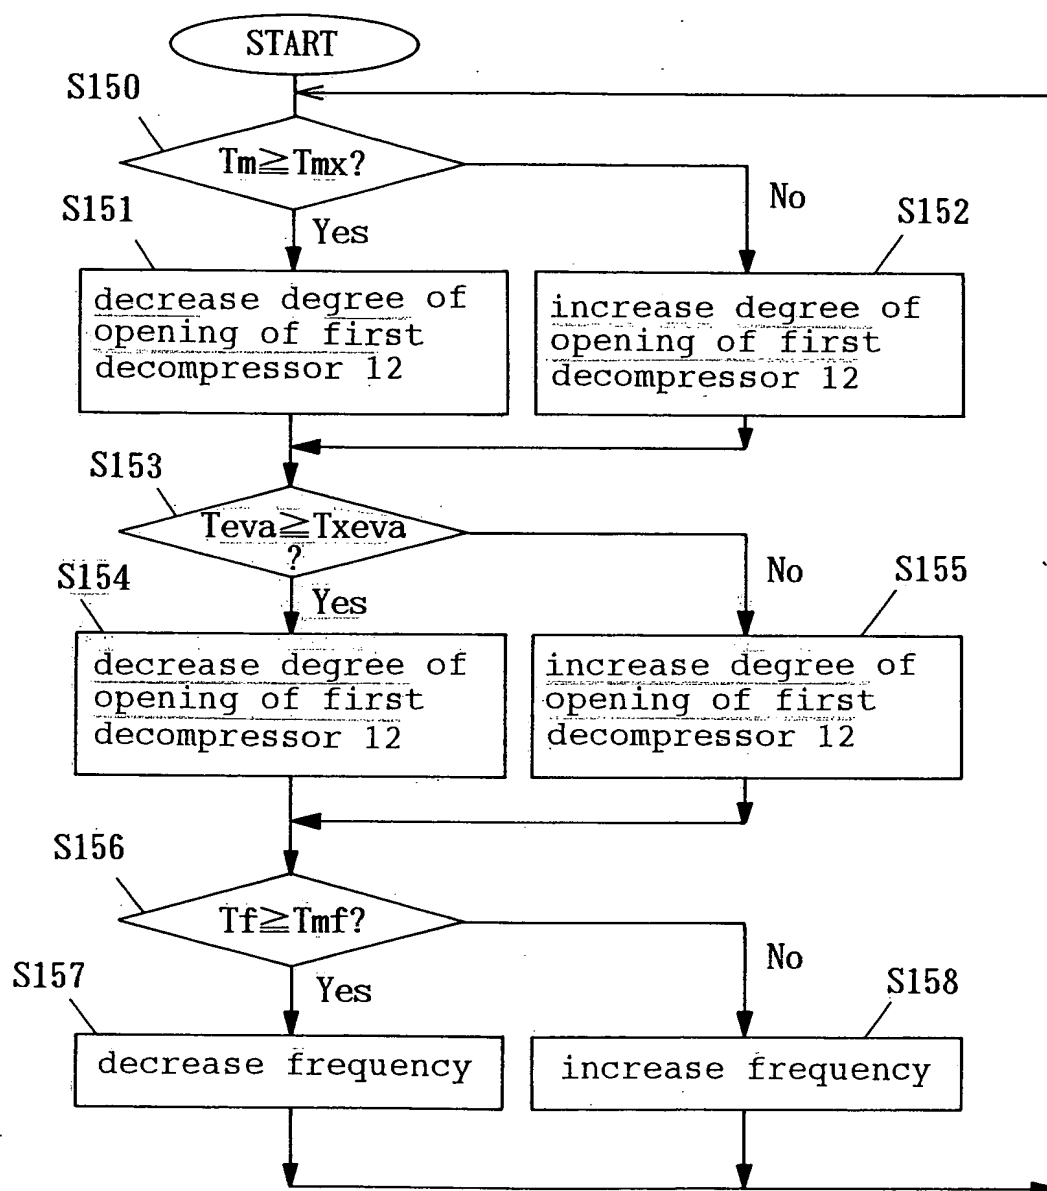 START
S150
Tm≧Tmx?
No
S151
Yes
S152
decrease degree of
opening of first
decompressor 12
increase degree of
opening of first
decompressor 12
S153
Teva≧Txeva
?
No
S154
Yes
S155
decrease degree of
opening of first
decompressor 12
increase degree of
opening of first
decompressor 12
S156
Tf≧Tmf?
No
S157
Yes
S158
decrease frequency
increase frequency